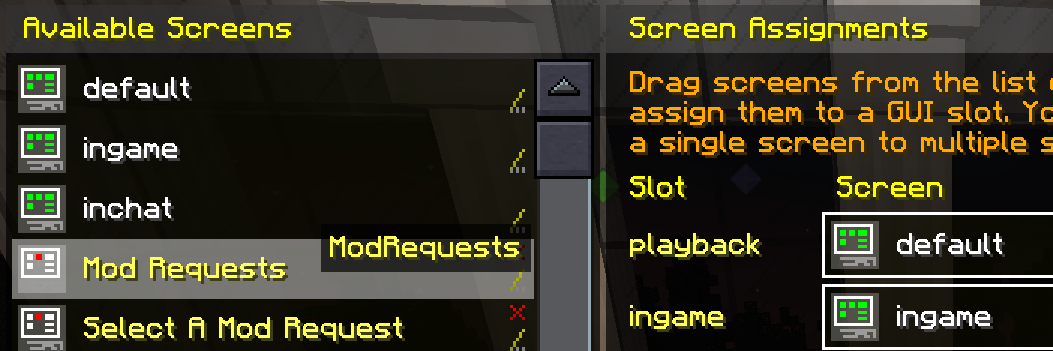 Available Screens
default
ingame
inchat
Mod Requests
ModRequests
Select A Mod Request
Screen Assignments
Drag screens from the list
assign them to a GUI slot.
a single screen to multiple
Slot Screen
playback default
ingame ingame